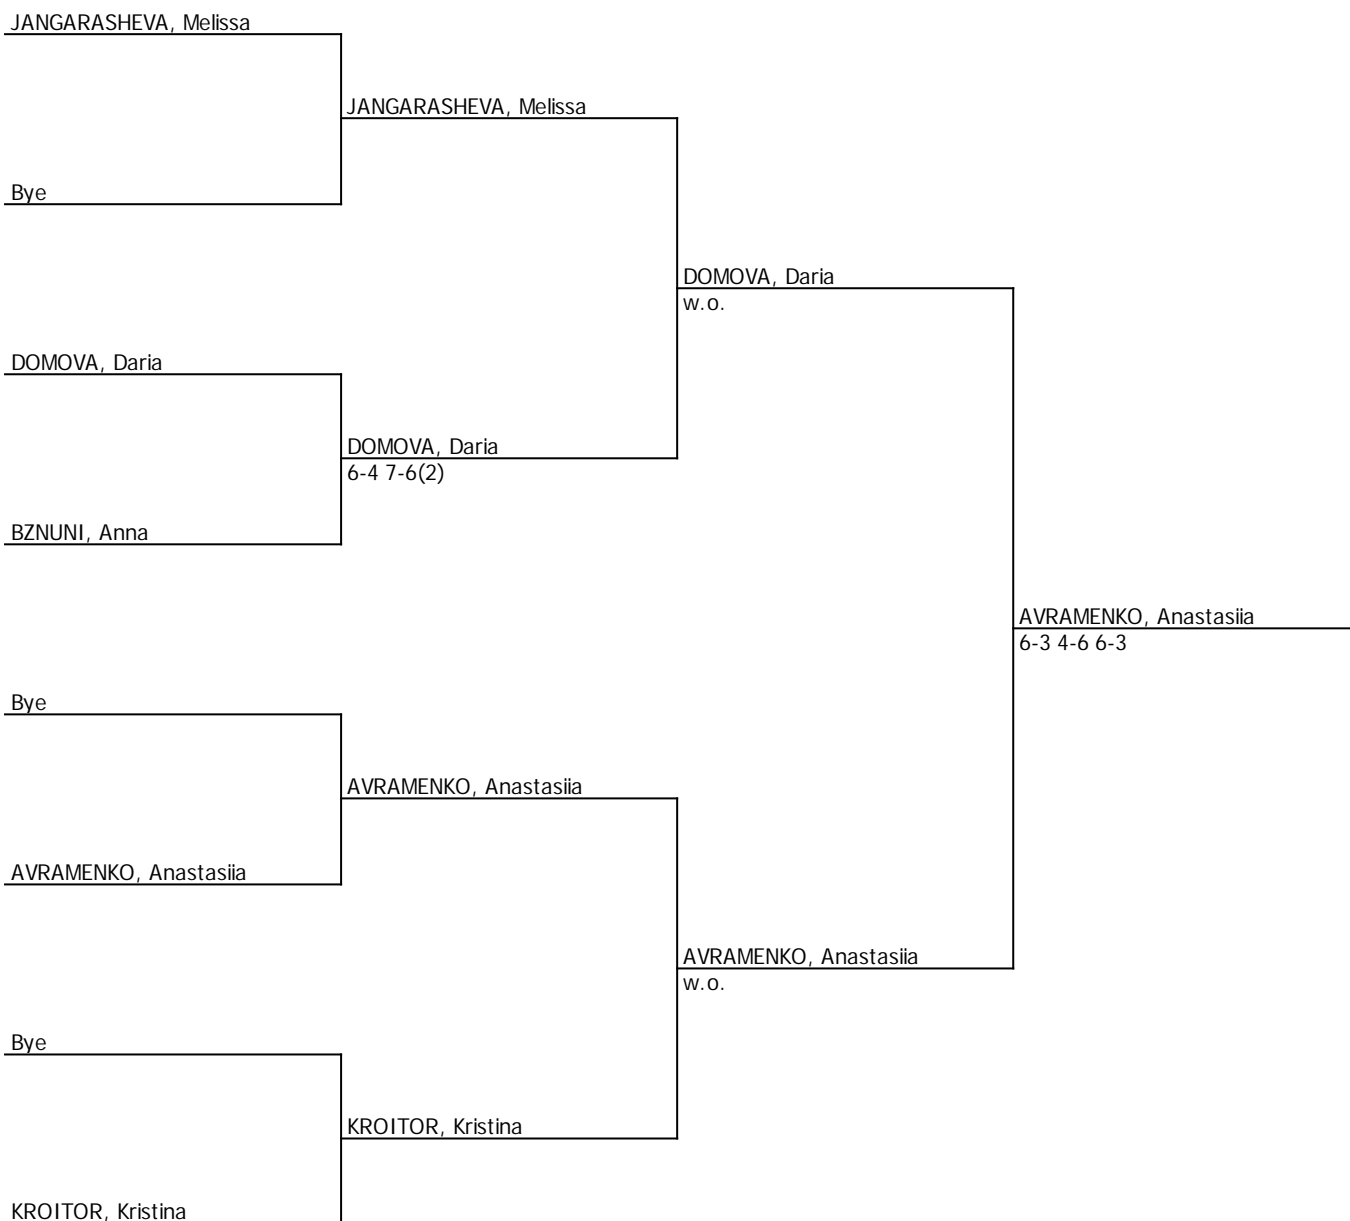 JANGARASHEVA, Melissa
JANGARASHEVA, Melissa
Bye
DOMOVA, Daria
w.o.
DOMOVA, Daria
DOMOVA, Daria
6-4 7-6(2)
BZNUNI, Anna
AVRAMENKO, Anastasiia
6-3 4-6 6-3
Bye
AVRAMENKO, Anastasiia
AVRAMENKO, Anastasiia
AVRAMENKO, Anastasiia
w.o.
Bye
KROITOR, Kristina
KROITOR, Kristina